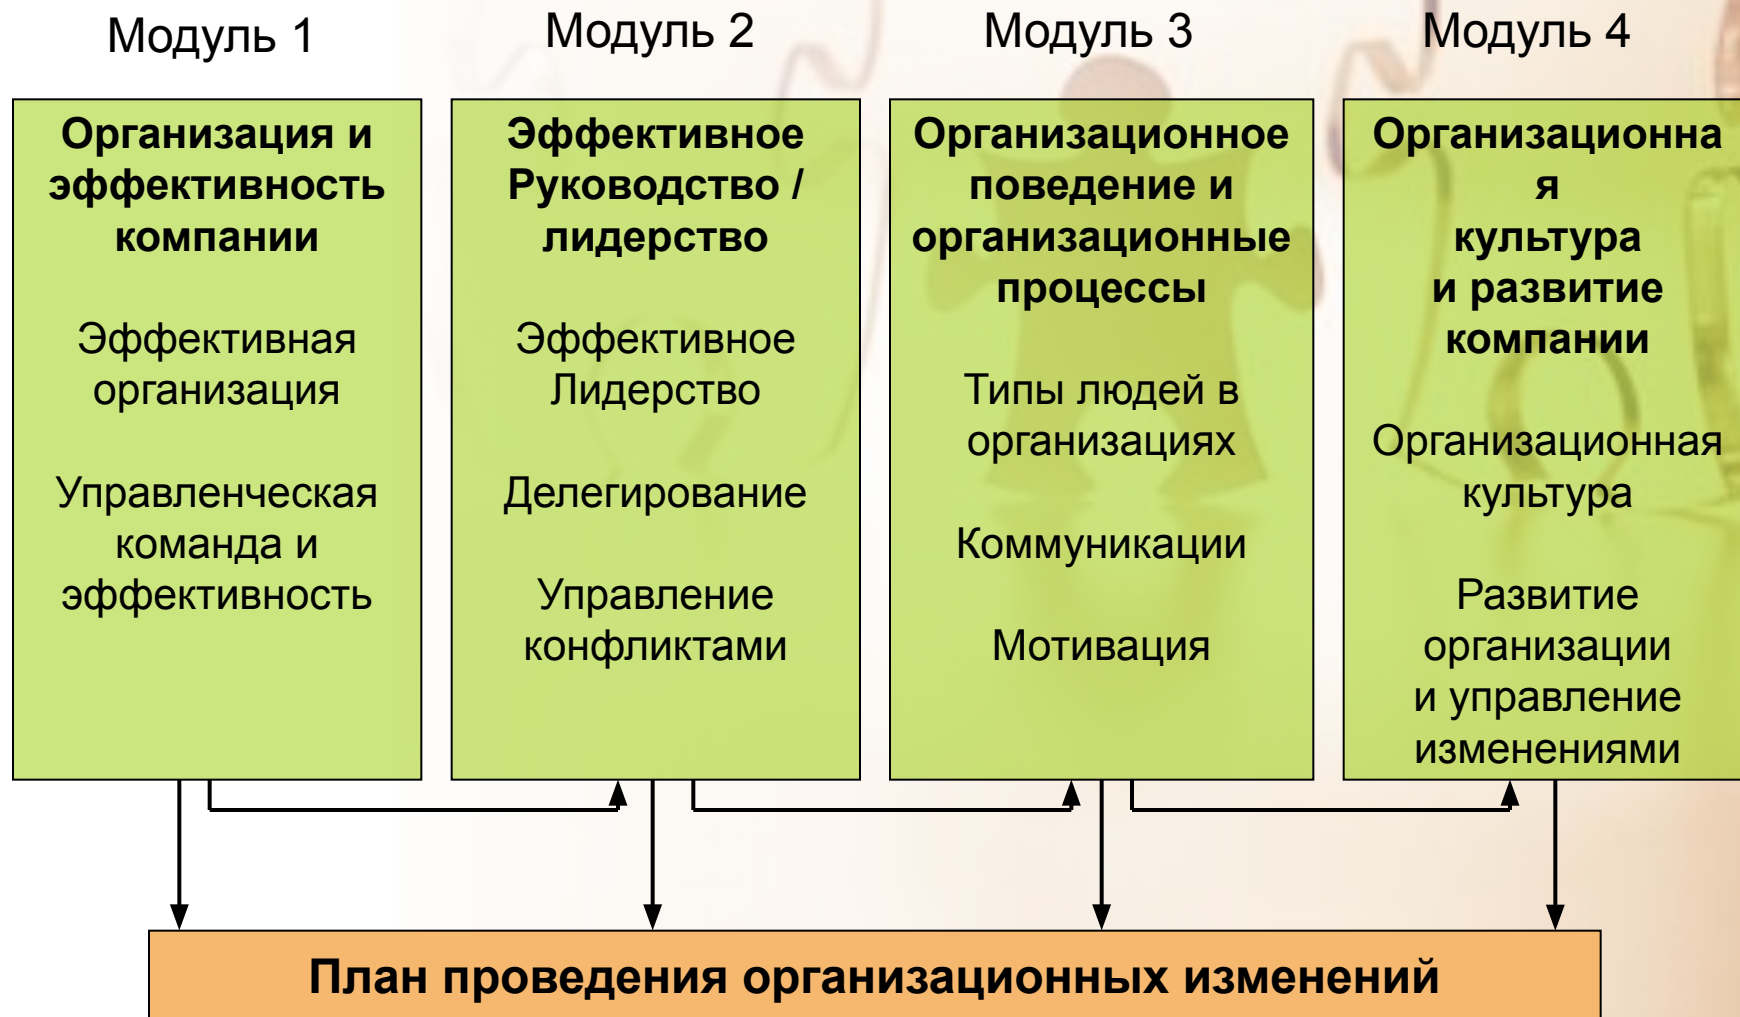 Модуль 1
Модуль 2
Модуль 3
Модуль 4
Организация и
эффективность
компании
Эффективная
организация
Управленческая
команда и
эффективность
Эффективное
Руководство /
лидерство
Эффективное
Лидерство
Делегирование
Управление
конфликтами
Организационное
поведение и
организационные
процессы
Типы людей в
организациях
Коммуникации
Мотивация
Организационна
я
культура
и развитие
компании
Организационная
культура
Развитие
организации
и управление
изменениями
План проведения организационных изменений